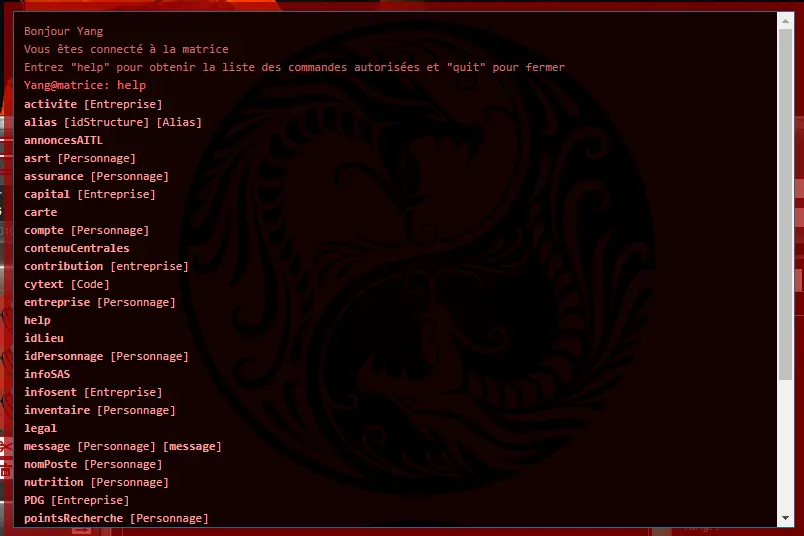 Bonjour Yang
Vous êtes connecté à la matrice
Entrez "help" pour obtenir la liste des commandes autorisées et "quit" pour fermer
Yang@matrice: help
activite [Entreprise]
alias [idStructure] [Alias]
annoncesAITL
asrt [Personnage]
assurance [Personnage]
capital [Entreprise]
carte
compte [Personnage]
contenuCentrales
contribution [entreprise]
cytext [Code]
entreprise [Personnage]
help
idLieu
idPersonnage [Personnage]
infoSAS
infosent [Entreprise]
inventaire [Personnage]
legal
message [Personnage] [message]
nomPoste [Personnage]
nutrition [Personnage]
PDG [Entreprise]
pointsRecherche [Personnage]